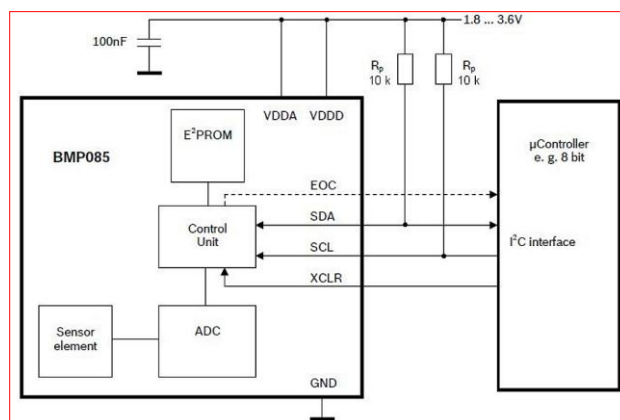 1.8 ... 3.6V
100nF
Rₚ
10 k
Rₚ
10 k
VDDA
VDDD
E²PROM
BMP085
µController
e. g. 8 bit
EOC
SDA
Control
Unit
I²C interface
SCL
XCLR
Sensor
element
ADC
GND